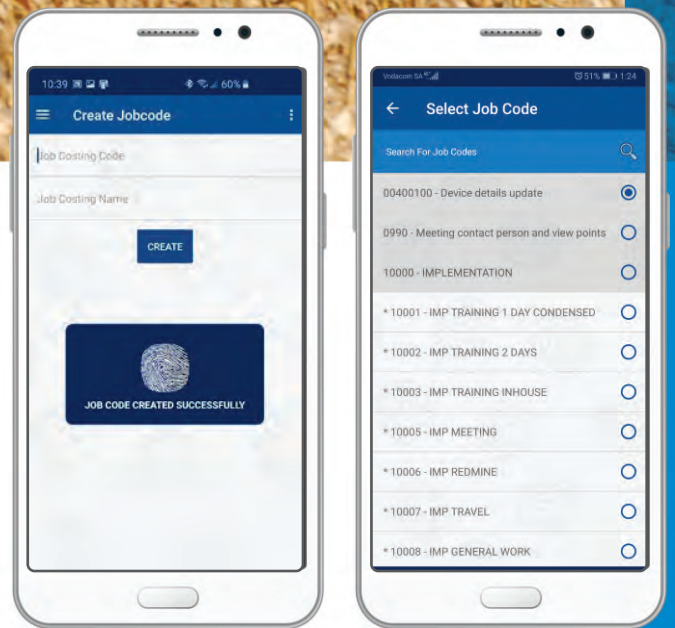 10:39
60%
Create Jobcode
Job Costing Code
Job Costing Name
CREATE
JOB CODE CREATED SUCCESSFULLY
Vodacom SA
51% 1:24
Select Job Code
Search For Job Codes
00400100 - Device details update
0990 - Meeting contact person and view points
10000 - IMPLEMENTATION
* 10001 - IMP TRAINING 1 DAY CONDENSED
* 10002 - IMP TRAINING 2 DAYS
* 10003 - IMP TRAINING INHOUSE
* 10005 - IMP MEETING
* 10006 - IMP REDMINE
* 10007 - IMP TRAVEL
* 10008 - IMP GENERAL WORK